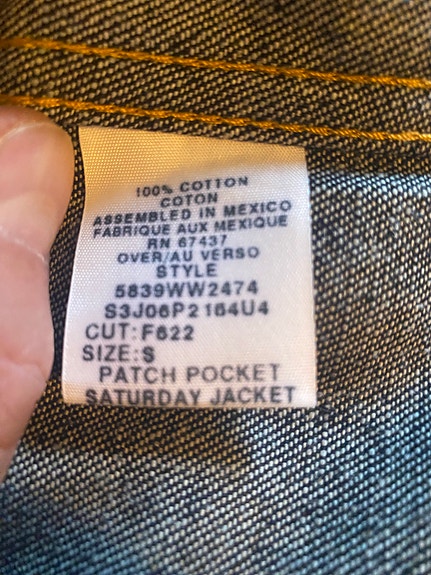 100% COTTON
COTON
ASSEMBLED IN MEXICO
FABRIQUE AUX MEXIQUE
RN 67437
OVER/AU VERSO
STYLE
5839WW2474
S3J06P2164U4
CUT:F622
SIZE:S
PATCH POCKET
SATURDAY JACKET